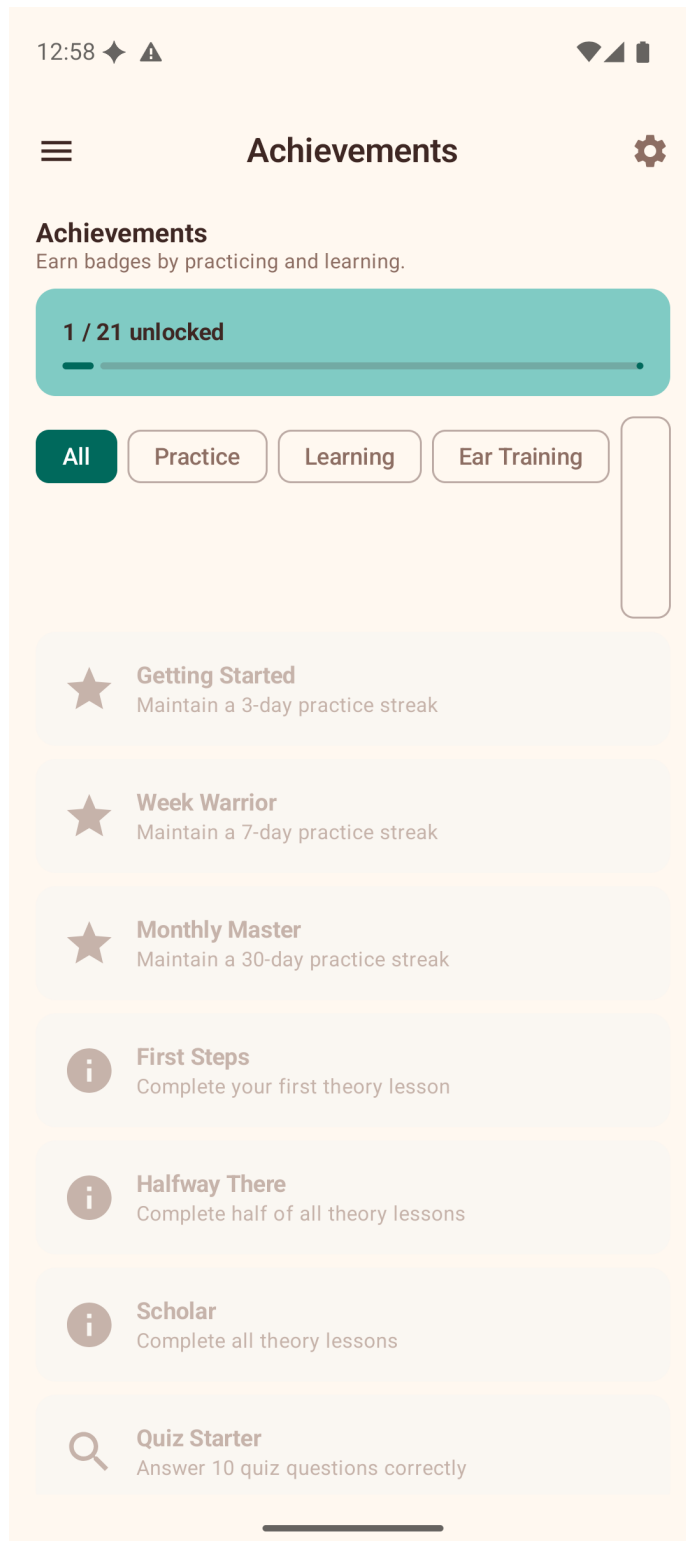 12:58
Achievements
Achievements
Earn badges by practicing and learning.
1 / 21 unlocked
All
Practice
Learning
Ear Training
Getting Started
Maintain a 3-day practice streak
Week Warrior
Maintain a 7-day practice streak
Monthly Master
Maintain a 30-day practice streak
First Steps
Complete your first theory lesson
Halfway There
Complete half of all theory lessons
Scholar
Complete all theory lessons
Quiz Starter
Answer 10 quiz questions correctly